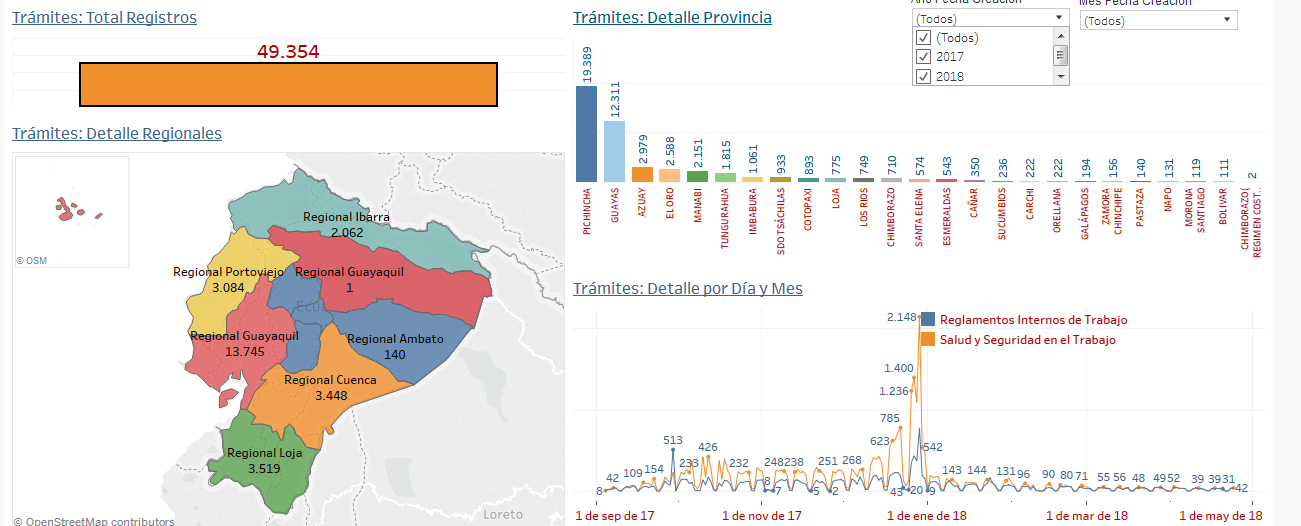 Trámites: Total Registros
49.354
Trámites: Detalle Regionales
© OSM
Regional Ibarra
2.062
Regional Portoviejo
3.084
Regional Guayaquil
1
Regional Guayaquil
13.745
Regional Ambato
140
Regional Cuenca
3.448
Regional Loja
3.519
Loreto
© OpenStreetMap contributors
Trámites: Detalle Provincia
(Todos)
(Todos)
2017
2018
Mes Fecha Creación
(Todos)
19.389
12.311
2.979
2.588
2.151
1.815
1.061
933
893
775
749
710
574
543
350
236
222
222
194
156
140
131
119
111
2
PICHINCHA
GUAYAS
AZUAY
EL ORO
MANABI
TUNGURAHUA
IMBABURA
SDOTSÁCHILAS
COTOPAXI
LOJA
LOS RIOS
CHIMBORAZO
SANTA ELENA
ESMERALDAS
CAÑAR
SUCUMBIOS
CARCHI
ORELLANA
GALÁPAGOS
ZAMORA
CHINCHIPE
PASTAZA
NAPO
MORONA
SANTIAGO
BOLIVAR
CHIMBORAZO(
REGIMEN COST..
Trámites: Detalle por Día y Mes
Reglamentos Internos de Trabajo
Salud y Seguridad en el Trabajo
2.148
1.400
1.236
785
623
542
513
426
8
42
109
154
233
232
248
238
251
268
8
7
5
2
43
20
9
143
144
131
96
90
80
71
55
56
48
49
52
39
39
31
42
1 de sep de 17
1 de nov de 17
1 de ene de 18
1 de mar de 18
1 de may de 18